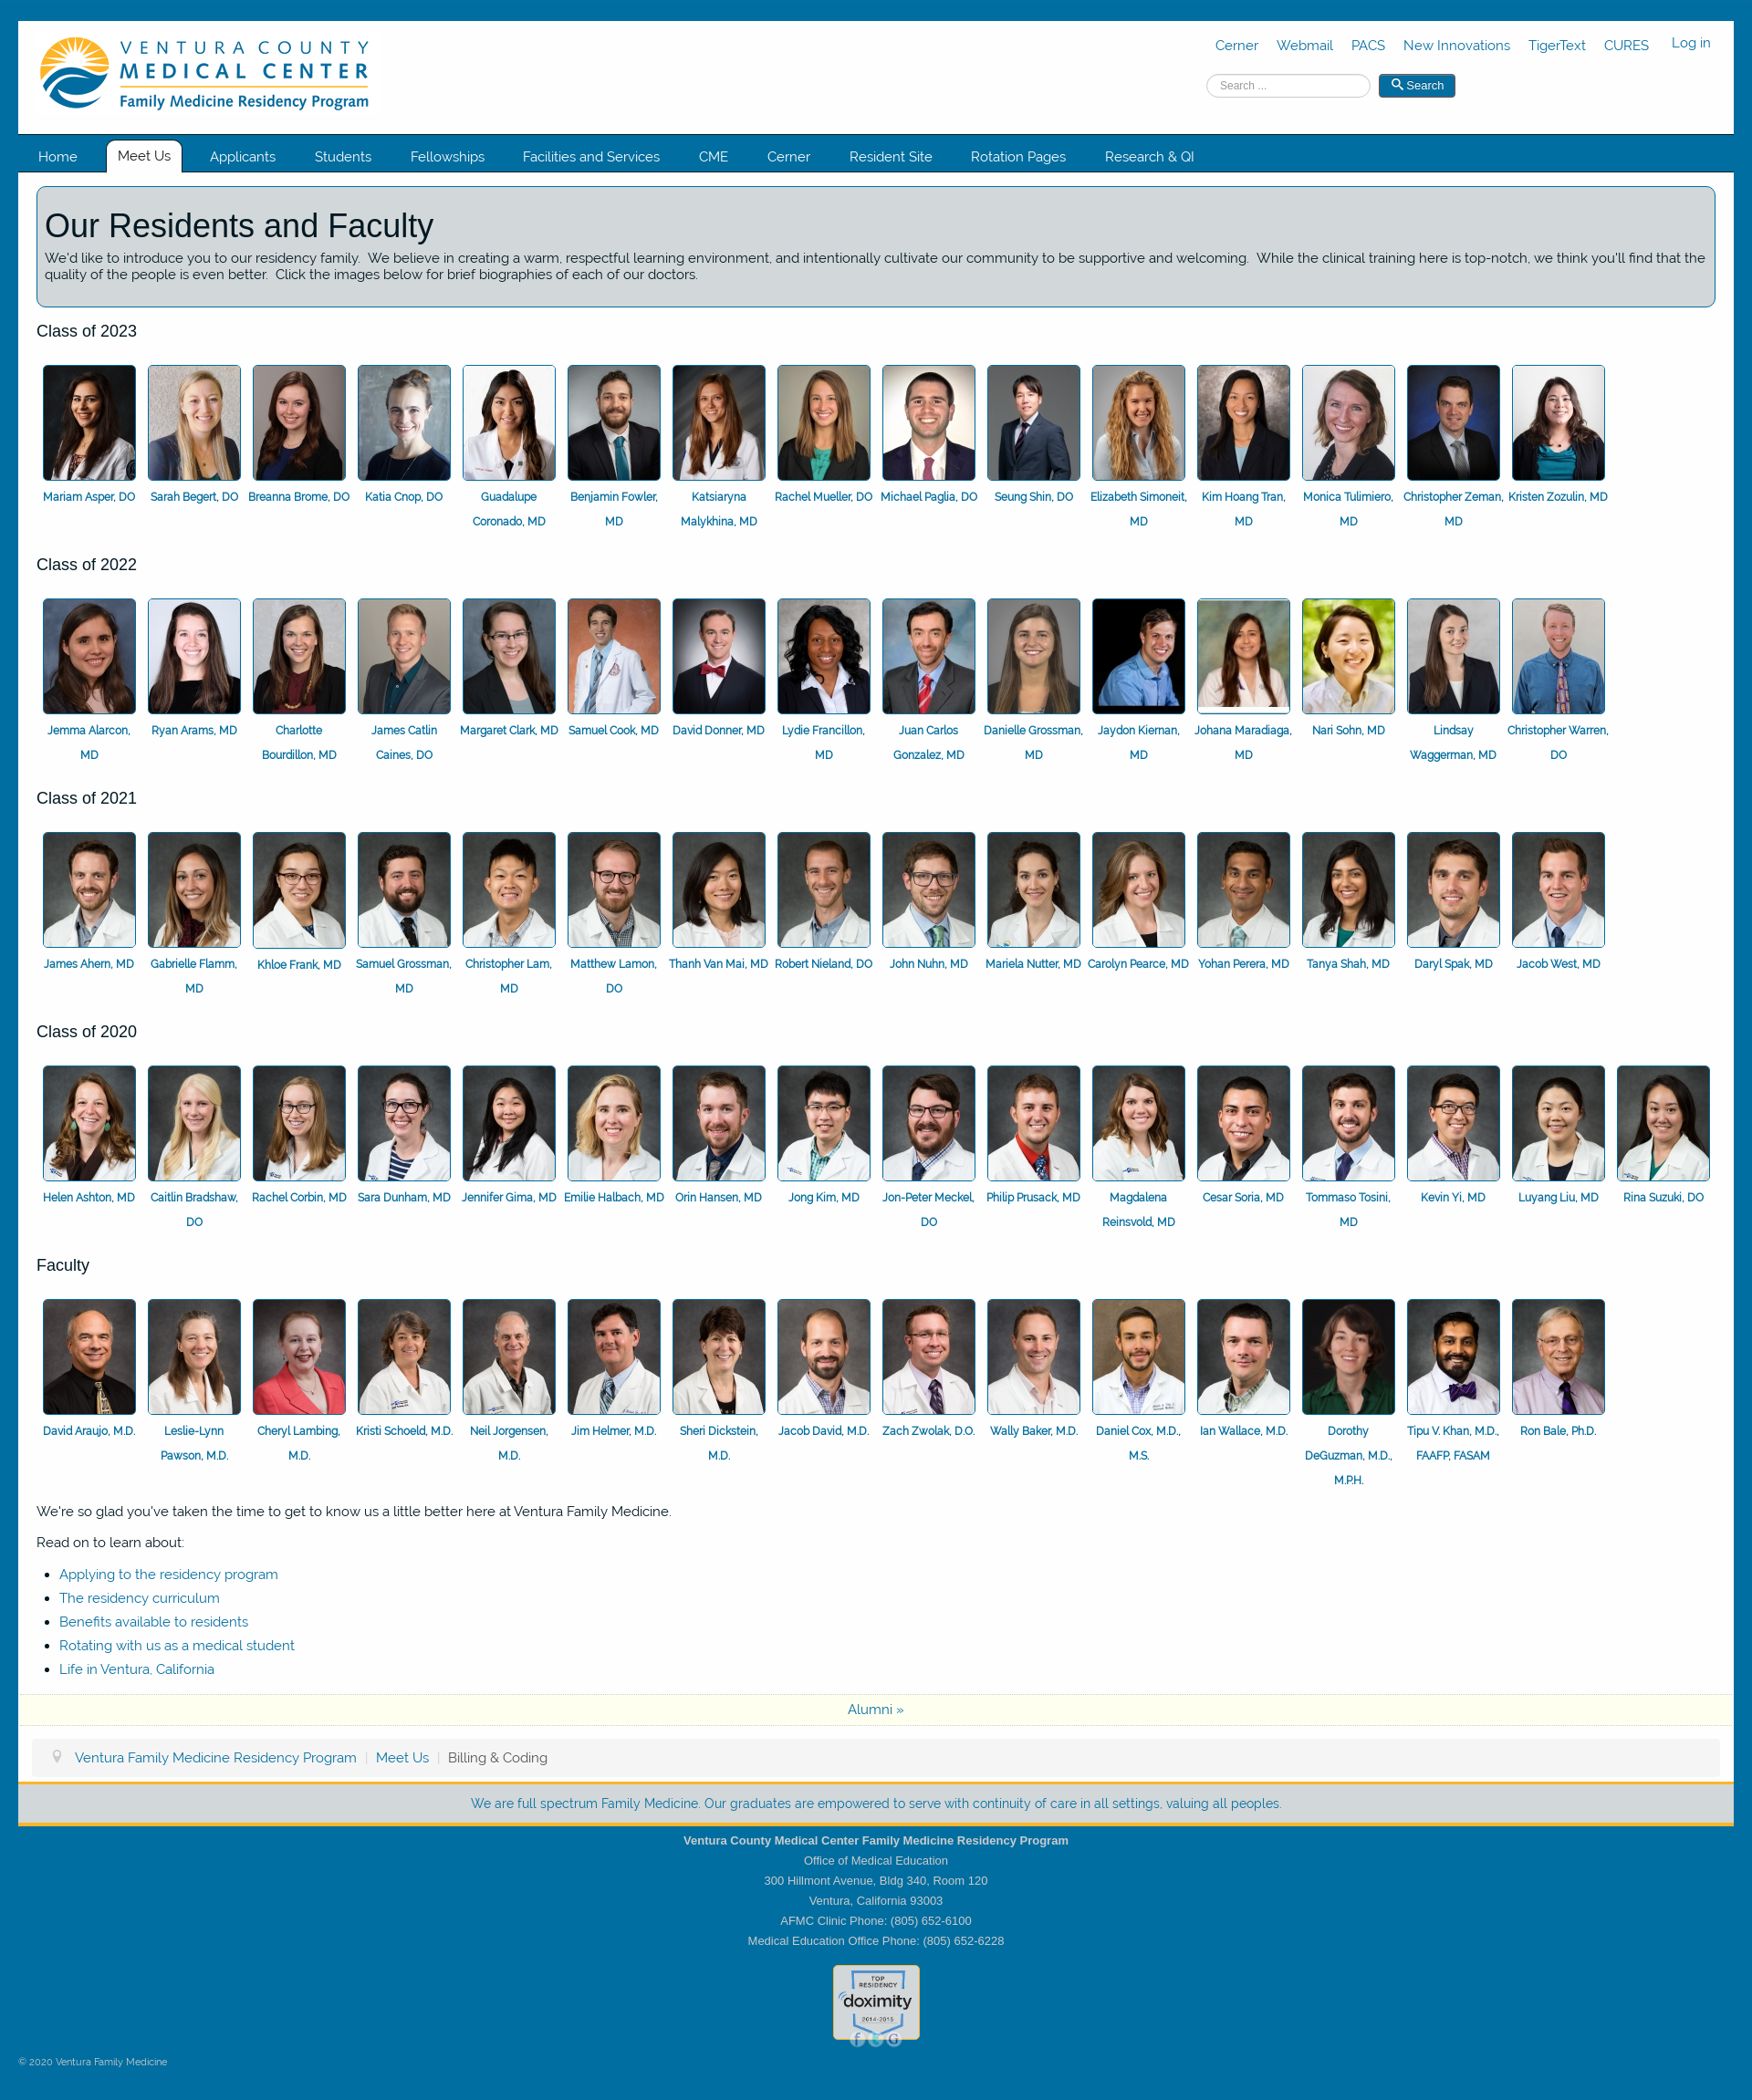 VENTURA COUNTY
MEDICAL CENTER
Family Medicine Residency Program
Cerner Webmail PACS New Innovations TigerText CURES Log in
Search ... Search
Home Meet Us Applicants Students Fellowships Facilities and Services CME Cerner Resident Site Rotation Pages Research & QI
Our Residents and Faculty
We'd like to introduce you to our residency family.  We believe in creating a warm, respectful learning environment, and intentionally cultivate our community to be supportive and welcoming.  While the clinical training here is top-notch, we think you'll find that the
quality of the people is even better.  Click the images below for brief biographies of each of our doctors.
Class of 2023
Mariam Asper, DO
Sarah Begert, DO
Breanna Brome, DO
Katia Cnop, DO
Guadalupe
Coronado, MD
Benjamin Fowler,
MD
Katsiaryna
Malykhina, MD
Rachel Mueller, DO
Michael Paglia, DO
Seung Shin, DO
Elizabeth Simoneit,
MD
Kim Hoang Tran,
MD
Monica Tulimiero,
MD
Christopher Zeman,
MD
Kristen Zozulin, MD
Class of 2022
Jemma Alarcon,
MD
Ryan Arams, MD
Charlotte
Bourdillon, MD
James Catlin
Caines, DO
Margaret Clark, MD
Samuel Cook, MD
David Donner, MD
Lydie Francillon,
MD
Juan Carlos
Gonzalez, MD
Danielle Grossman,
MD
Jaydon Kiernan,
MD
Johana Maradiaga,
MD
Nari Sohn, MD
Lindsay
Waggerman, MD
Christopher Warren,
DO
Class of 2021
James Ahern, MD
Gabrielle Flamm,
MD
Khloe Frank, MD
Samuel Grossman,
MD
Christopher Lam,
MD
Matthew Lamon,
DO
Thanh Van Mai, MD
Robert Nieland, DO
John Nuhn, MD
Mariela Nutter, MD
Carolyn Pearce, MD
Yohan Perera, MD
Tanya Shah, MD
Daryl Spak, MD
Jacob West, MD
Class of 2020
Helen Ashton, MD
Caitlin Bradshaw,
DO
Rachel Corbin, MD
Sara Dunham, MD
Jennifer Gima, MD
Emilie Halbach, MD
Orin Hansen, MD
Jong Kim, MD
Jon-Peter Meckel,
DO
Philip Prusack, MD
Magdalena
Reinsvold, MD
Cesar Soria, MD
Tommaso Tosini,
MD
Kevin Yi, MD
Luyang Liu, MD
Rina Suzuki, DO
Faculty
David Araujo, M.D.
Leslie-Lynn
Pawson, M.D.
Cheryl Lambing,
M.D.
Kristi Schoeld, M.D.
Neil Jorgensen,
M.D.
Jim Helmer, M.D.
Sheri Dickstein,
M.D.
Jacob David, M.D.
Zach Zwolak, D.O.
Wally Baker, M.D.
Daniel Cox, M.D.,
M.S.
Ian Wallace, M.D.
Dorothy
DeGuzman, M.D.,
M.P.H.
Tipu V. Khan, M.D.,
FAAFP, FASAM
Ron Bale, Ph.D.
We're so glad you've taken the time to get to know us a little better here at Ventura Family Medicine.
Read on to learn about:
Applying to the residency program
The residency curriculum
Benefits available to residents
Rotating with us as a medical student
Life in Ventura, California
Alumni »
Ventura Family Medicine Residency Program | Meet Us | Billing & Coding
We are full spectrum Family Medicine. Our graduates are empowered to serve with continuity of care in all settings, valuing all peoples.
Ventura County Medical Center Family Medicine Residency Program
Office of Medical Education
300 Hillmont Avenue, Bldg 340, Room 120
Ventura, California 93003
AFMC Clinic Phone: (805) 652-6100
Medical Education Office Phone: (805) 652-6228
TOP
RESIDENCY
doximity
2014-2015
f G
© 2020 Ventura Family Medicine